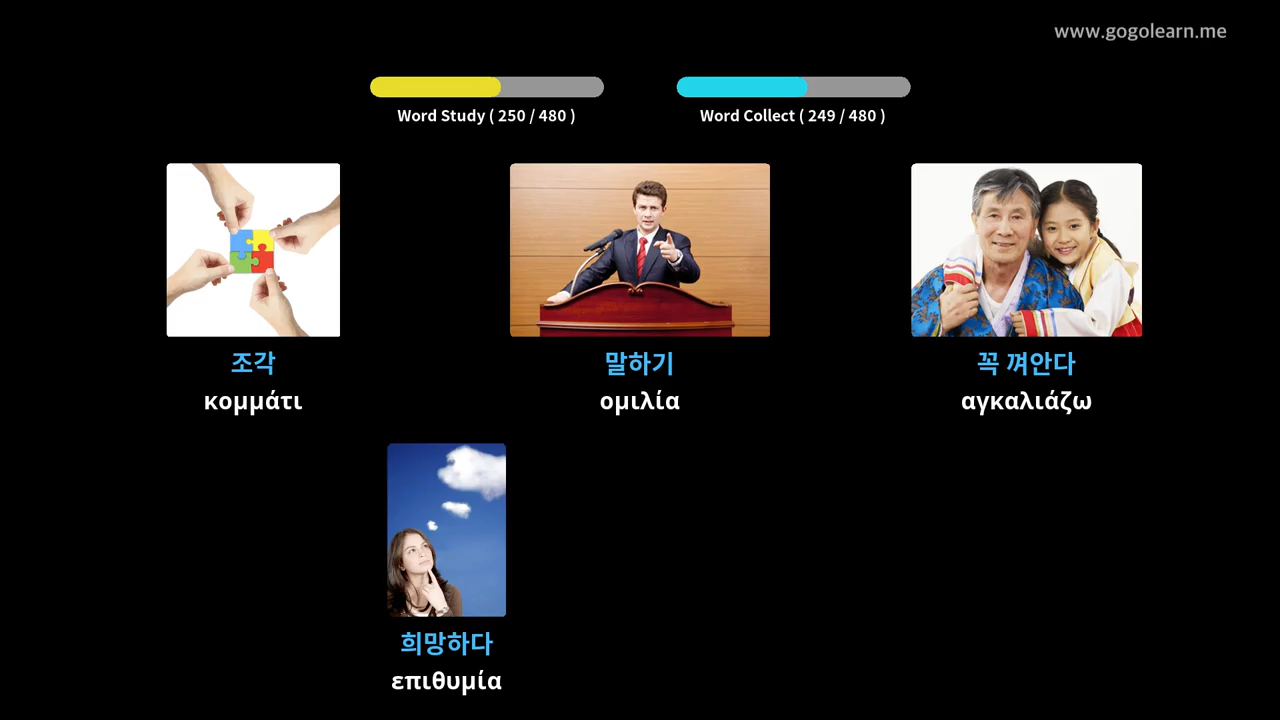 www.gogolearn.me
Word Study ( 250 / 480 )
Word Collect ( 249 / 480 )
조각
κομμάτι
말하기
ομιλία
꼭 껴안다
αγκαλιάζω
희망하다
επιθυμία